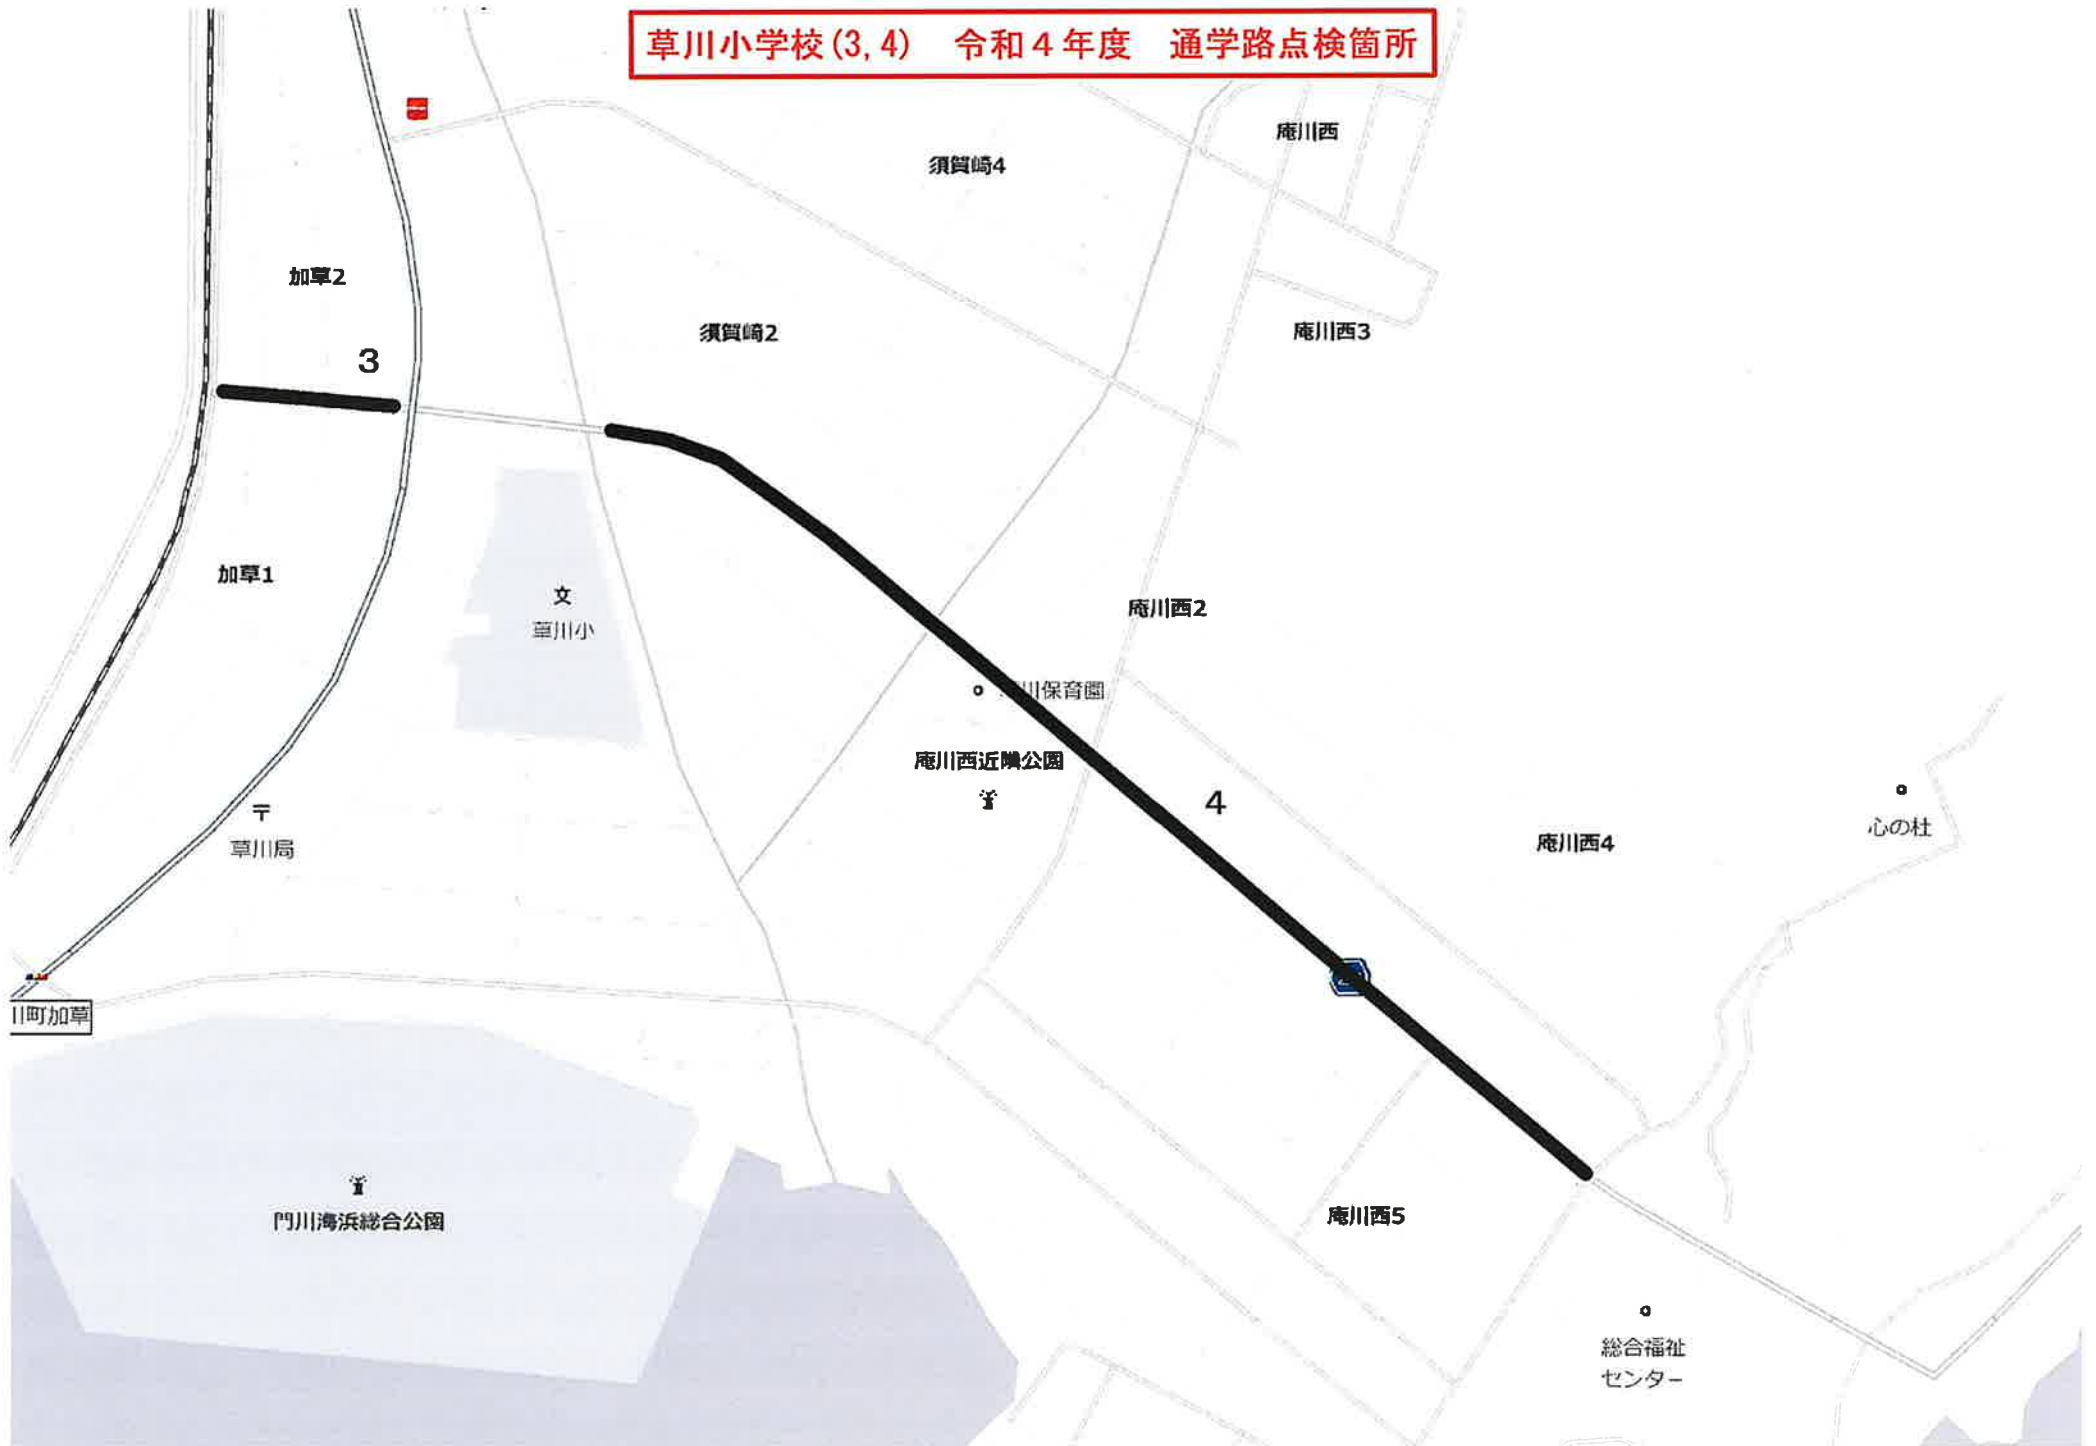 草川小学校(3,4)　令和４年度　通学路点検箇所
庵川西
須賀崎4
加草2
須賀崎2
庵川西3
3
加草1
文
草川小
庵川西2
川保育園
庵川西近隣公園
4
〒
草川局
庵川西4
心の杜
川町加草
門川海浜総合公園
庵川西5
総合福祉
センター